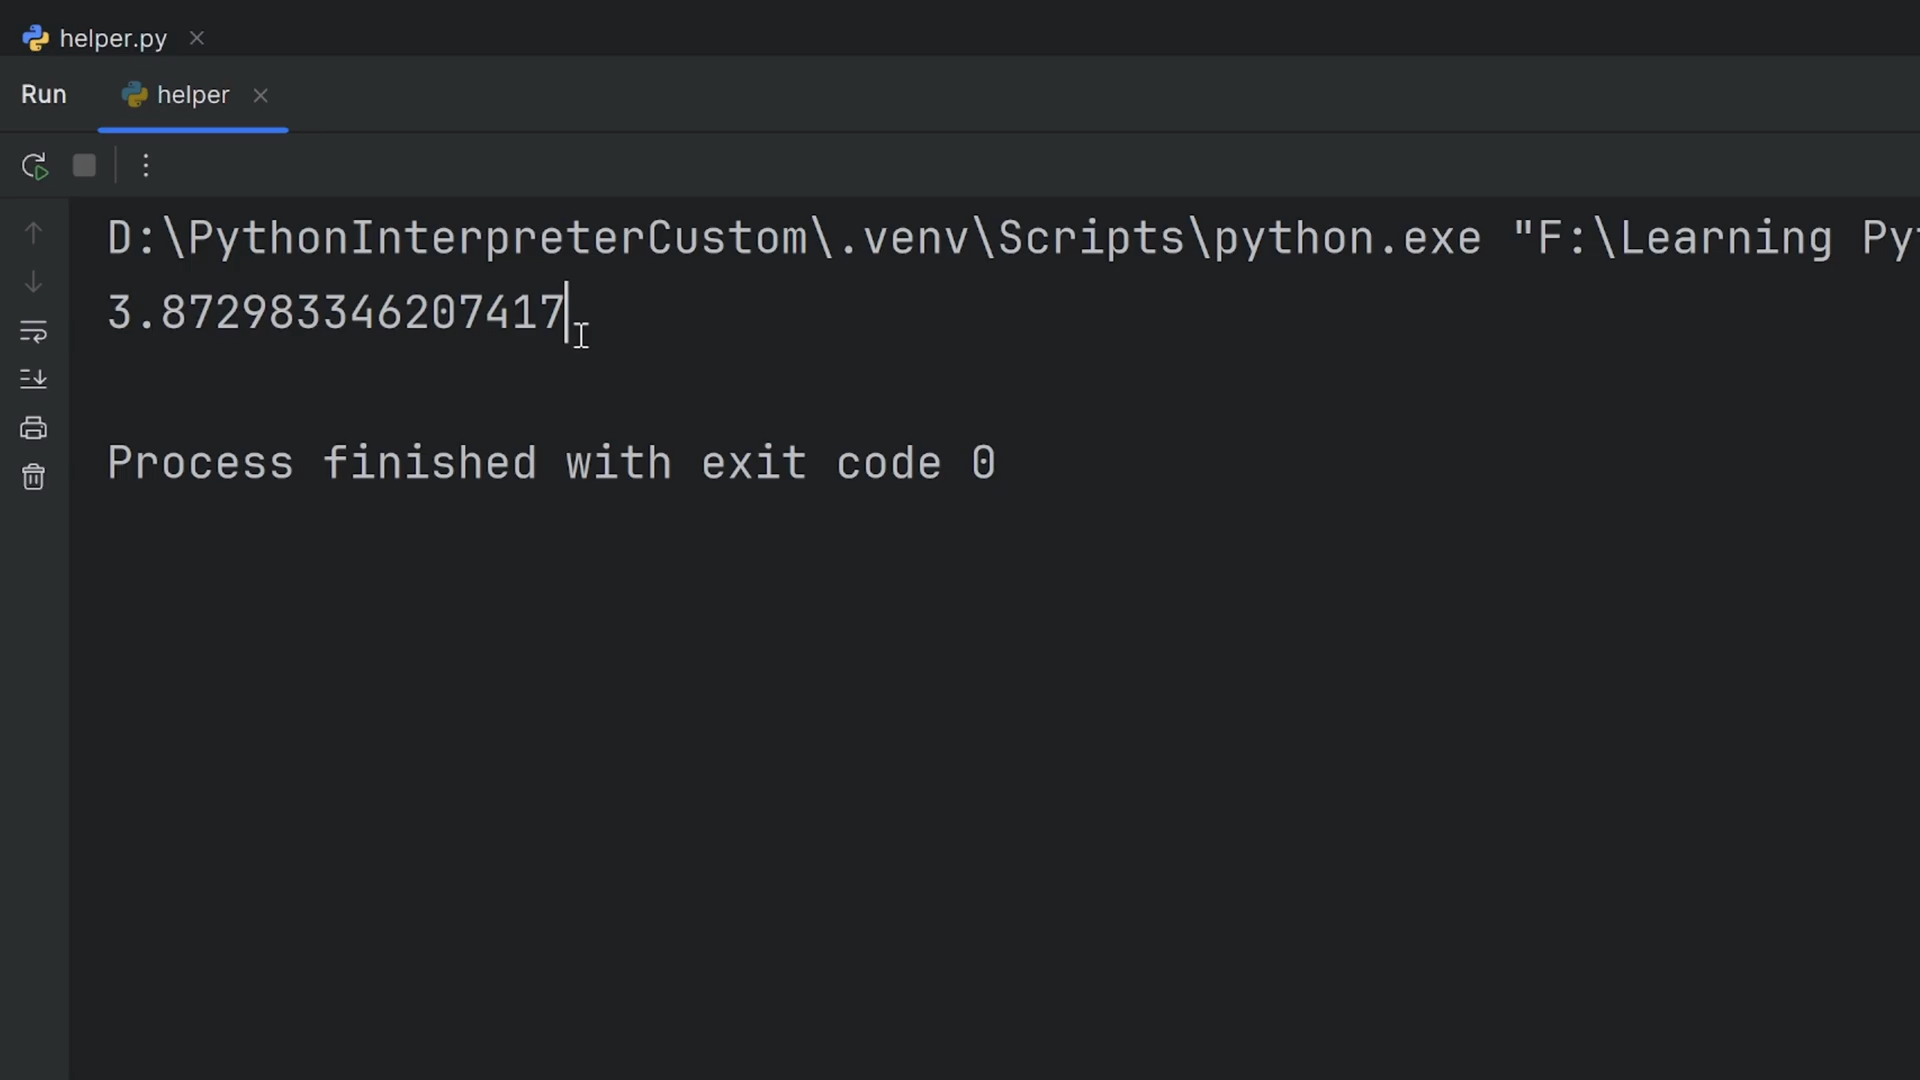 helper.py
Run helper
D:\PythonInterpreterCustom\.venv\Scripts\python.exe "F:\Learning Py
3.872983346207417
Process finished with exit code 0